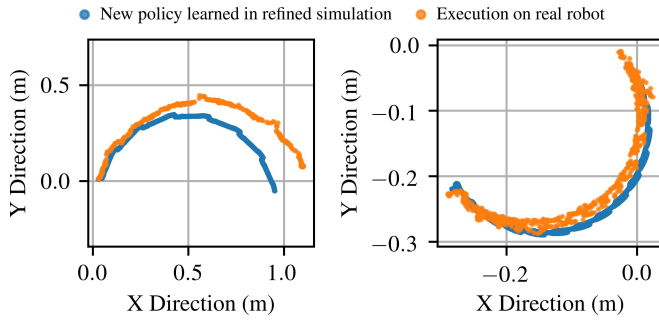 New policy learned in refined simulation
Execution on real robot
0.5
0.0
Y Direction (m)
0.0
0.5
1.0
X Direction (m)
0.0
−0.1
−0.2
−0.3
Y Direction (m)
−0.2
0.0
X Direction (m)